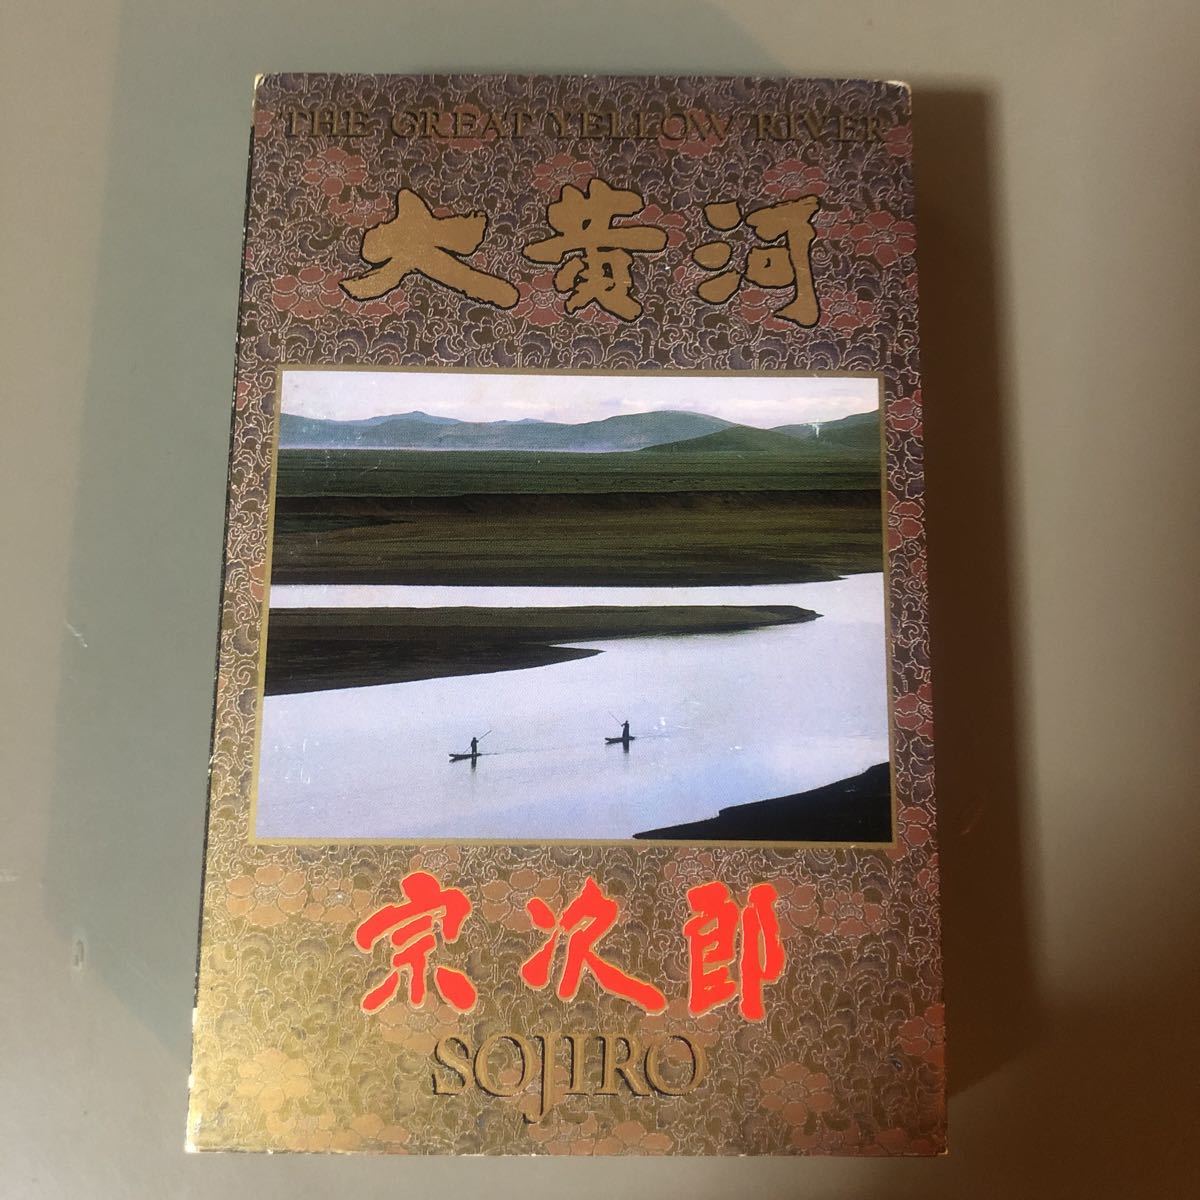 THE GREAT YELLOW RIVER
大黄河
宗次郎
SOJIRO